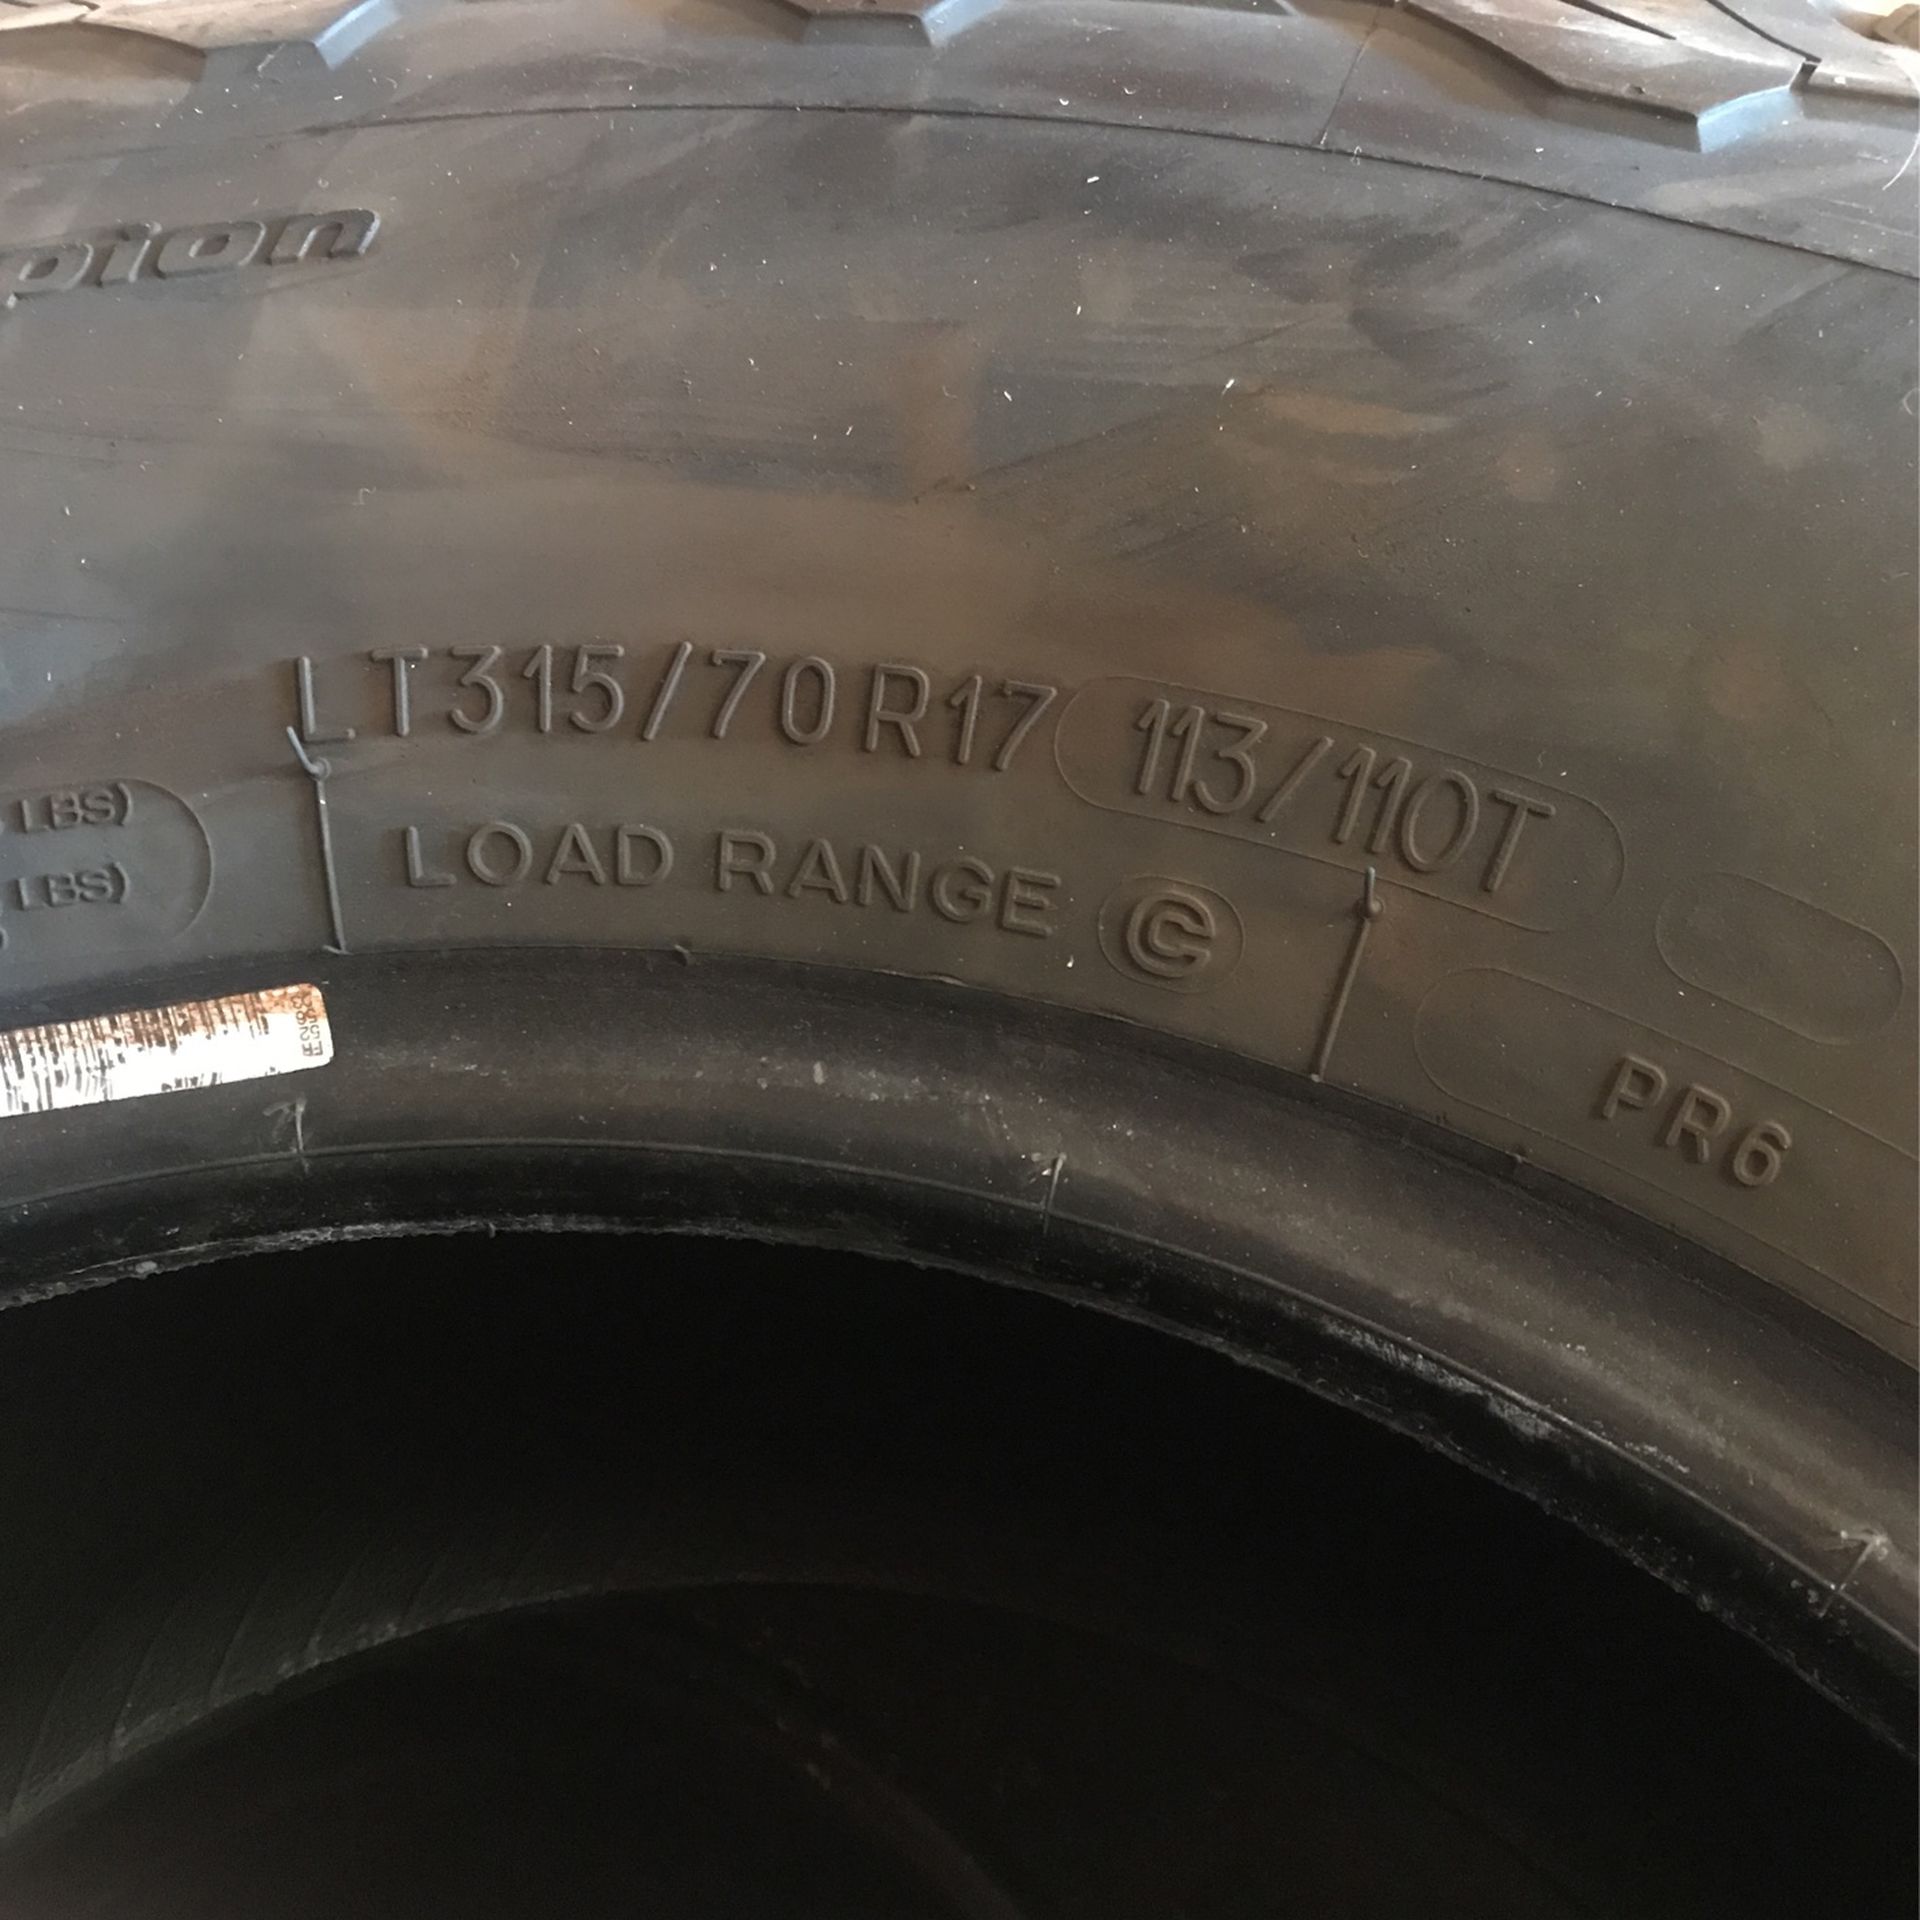 pion
LT315/70R17 113/110T
LBS)
LOAD RANGE C
LBS)
PR6